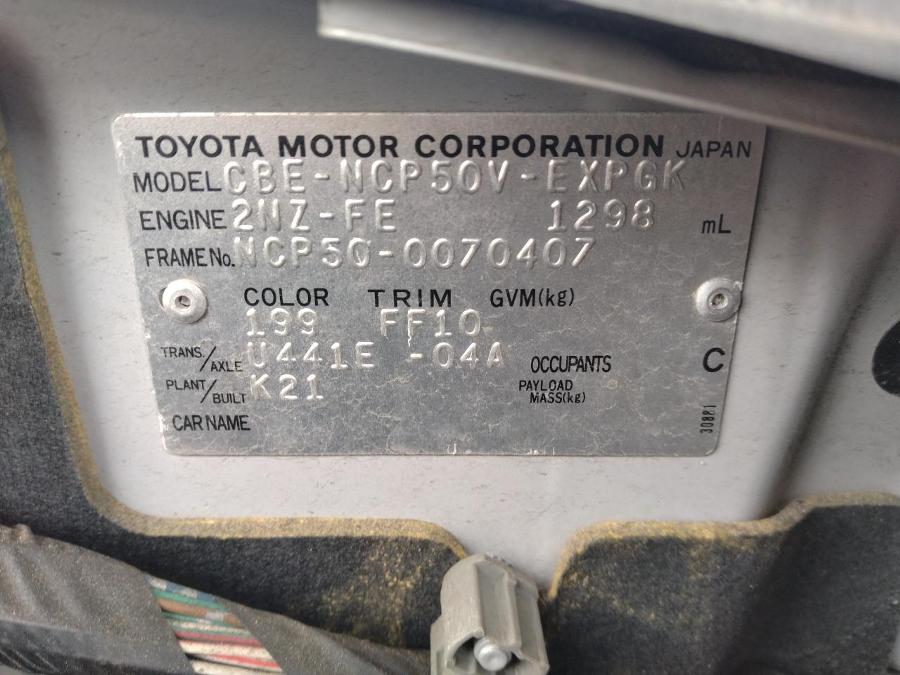 TOYOTA MOTOR CORPORATION JAPAN
MODEL CBE-NCP50V-EXPGK
ENGINE 2NZ-FE 1298 mL
FRAME No. NCP50-0070407
COLOR TRIM GVM(kg)
199 FF10
TRANS./AXLE U441E -04A OCCUPANTS C
PLANT/BUILT K21 PAYLOAD MASS(kg)
CAR NAME